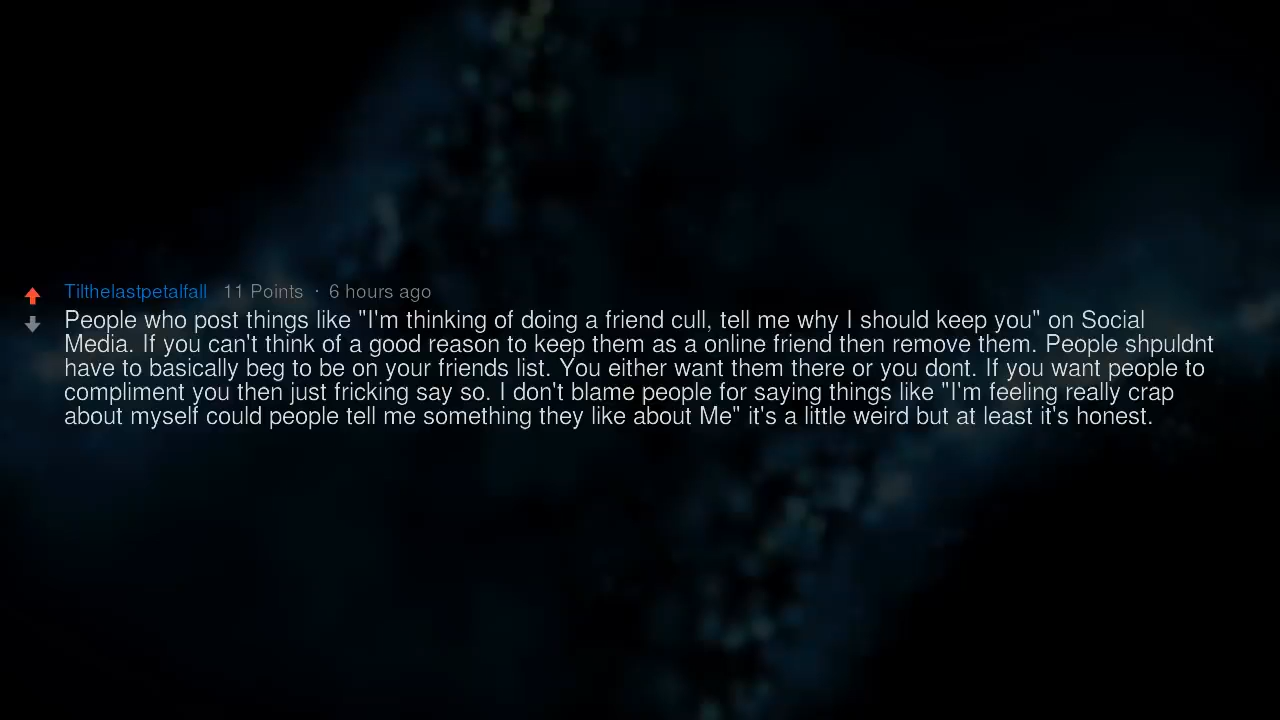 Tilthelastpetalfall 11 Points · 6 hours ago
People who post things like "I'm thinking of doing a friend cull, tell me why I should keep you" on Social
Media. If you can't think of a good reason to keep them as a online friend then remove them. People shpuldnt
have to basically beg to be on your friends list. You either want them there or you dont. If you want people to
compliment you then just fricking say so. I don't blame people for saying things like "I'm feeling really crap
about myself could people tell me something they like about Me" it's a little weird but at least it's honest.